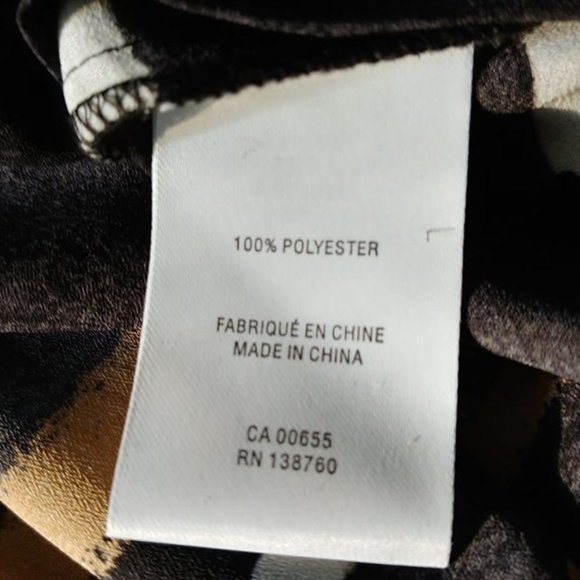 100% POLYESTER
FABRIQUÉ EN CHINE
MADE IN CHINA
CA 00655
RN 138760